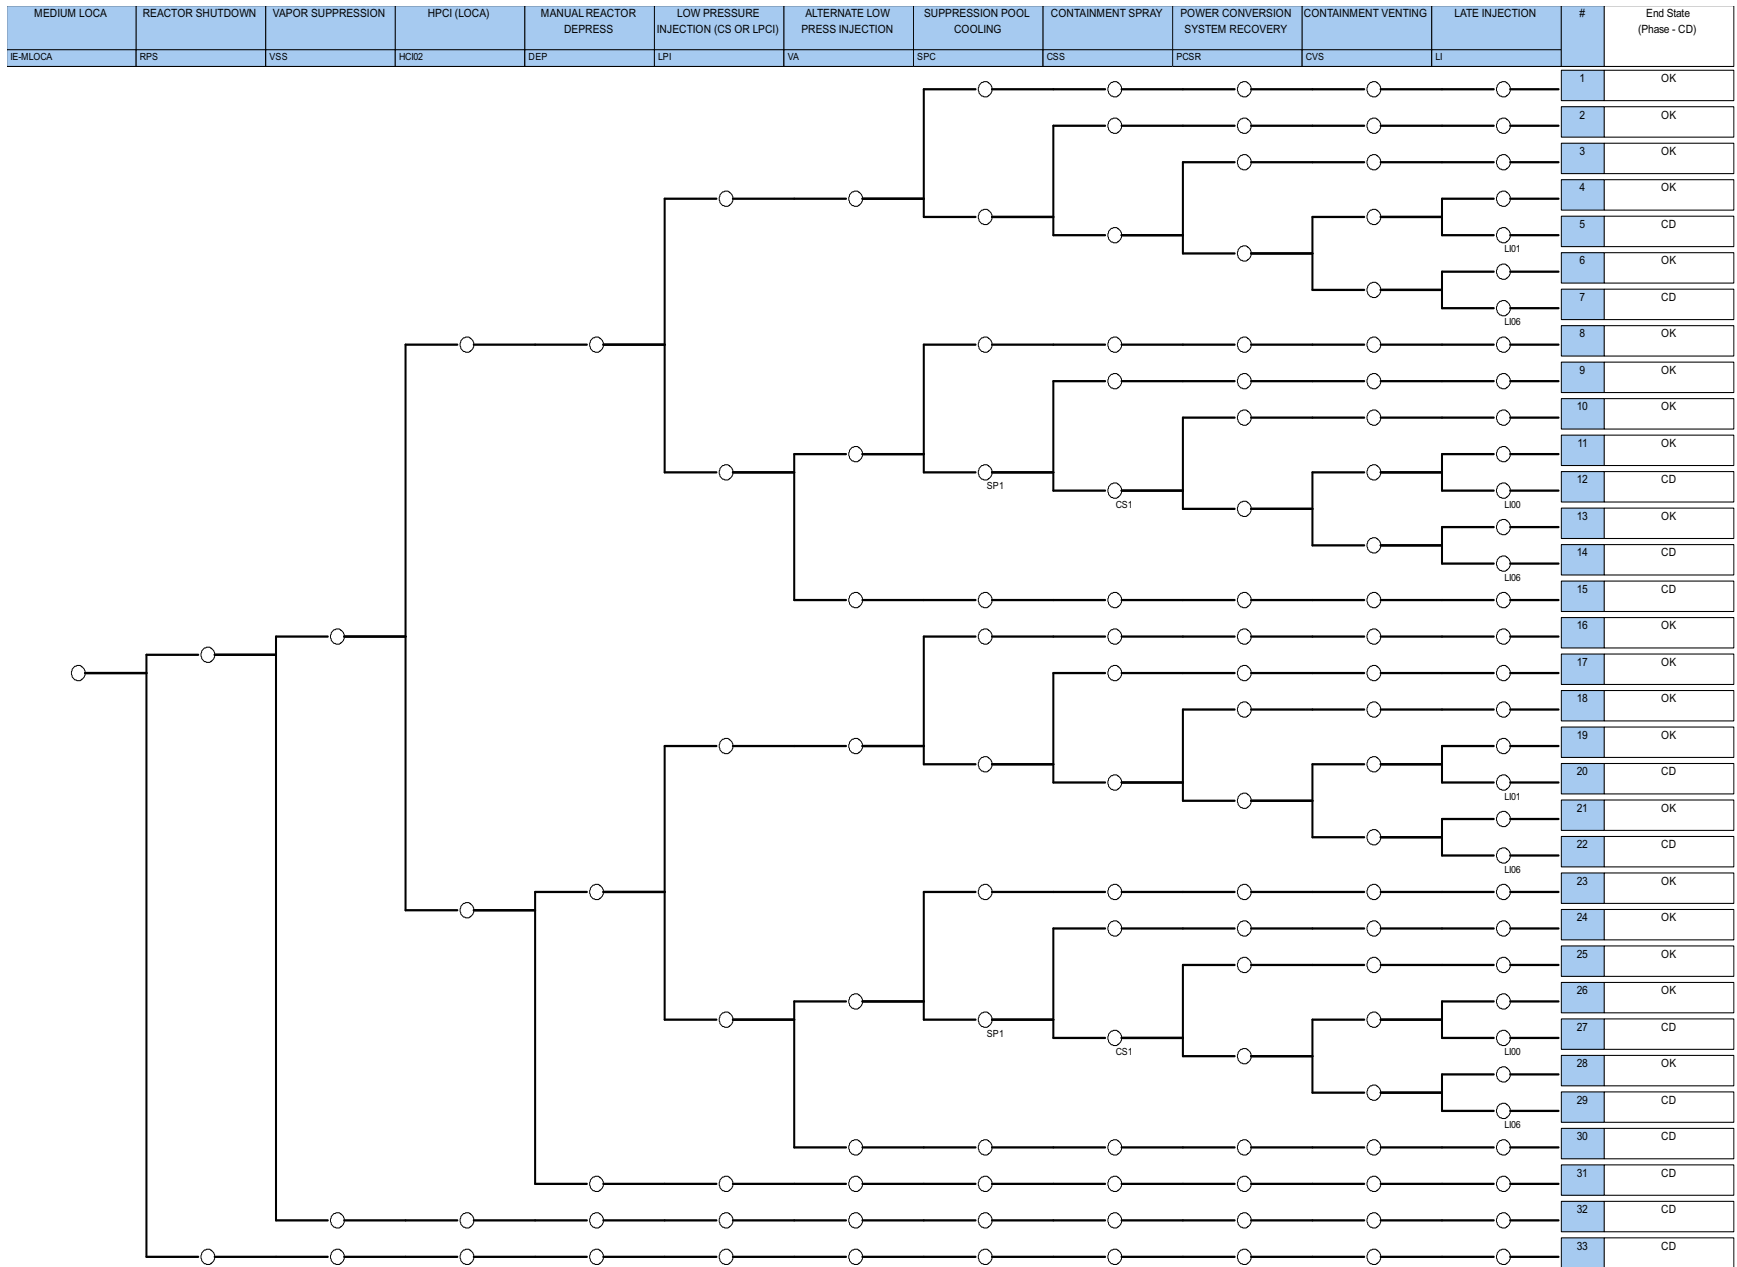 MEDIUM LOCA
REACTOR SHUTDOWN
VAPOR SUPPRESSION
HPCI (LOCA)
MANUAL REACTOR
DEPRESS
LOW PRESSURE
INJECTION (CS OR LPCI)
ALTERNATE LOW
PRESS INJECTION
SUPPRESSION POOL
COOLING
CONTAINMENT SPRAY
POWER CONVERSION
SYSTEM RECOVERY
CONTAINMENT VENTING
LATE INJECTION
#
End State
(Phase - CD)
IE-MLOCA
RPS
VSS
HCI02
DEP
LPI
VA
SPC
CSS
PCSR
CVS
LI
1 OK
2 OK
3 OK
4 OK
5 CD
LI01
6 OK
7 CD
LI06
8 OK
9 OK
10 OK
11 OK
SP1
12 CD
CS1
LI00
13 OK
14 CD
LI06
15 CD
16 OK
17 OK
18 OK
19 OK
20 CD
LI01
21 OK
22 CD
LI06
23 OK
24 OK
25 OK
26 OK
SP1
27 CD
CS1
LI00
28 OK
29 CD
LI06
30 CD
31 CD
32 CD
33 CD